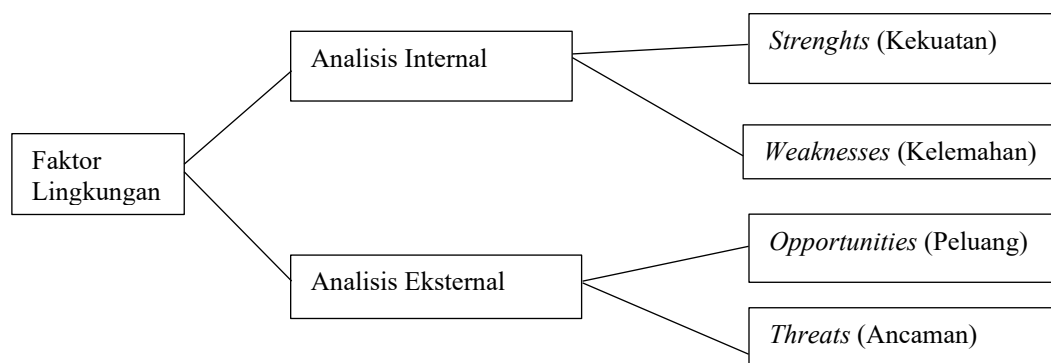 Faktor
Lingkungan
Analisis Internal
Strenghts (Kekuatan)
Weaknesses (Kelemahan)
Analisis Eksternal
Opportunities (Peluang)
Threats (Ancaman)